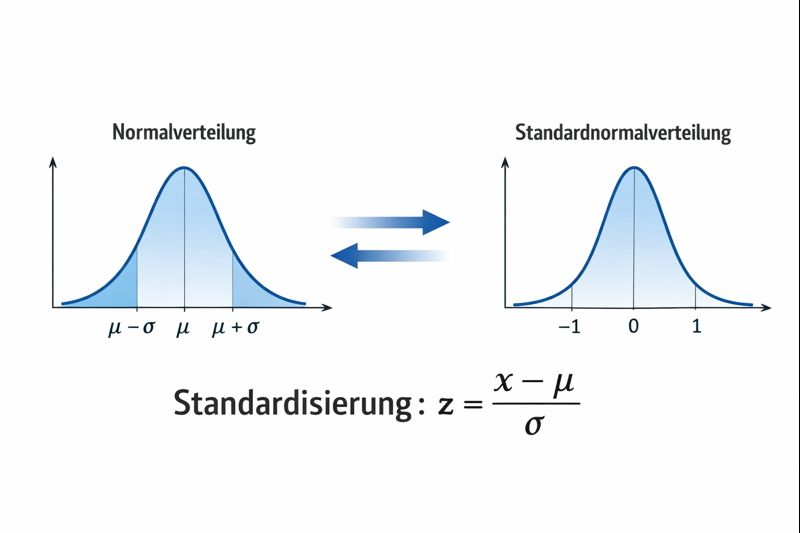 Normalverteilung
Standardnormalverteilung
μ − σ μ μ + σ
−1 0 1
Standardisierung: z = (x − μ) / σ